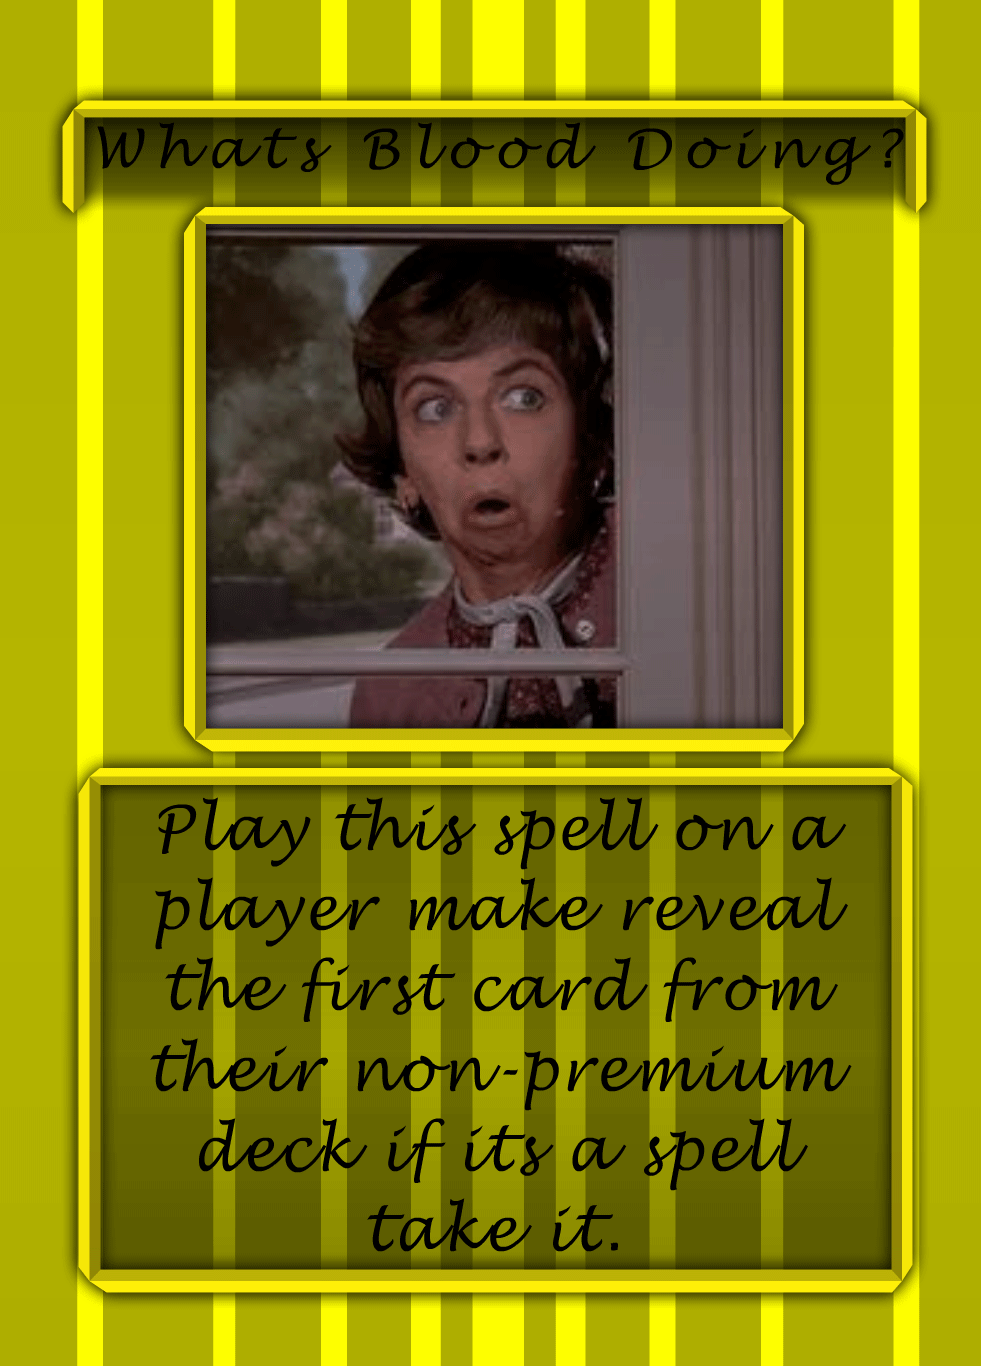 Whats Blood Doing?
Play this spell on a
player make reveal
the first card from
their non-premium
deck if its a spell
take it.